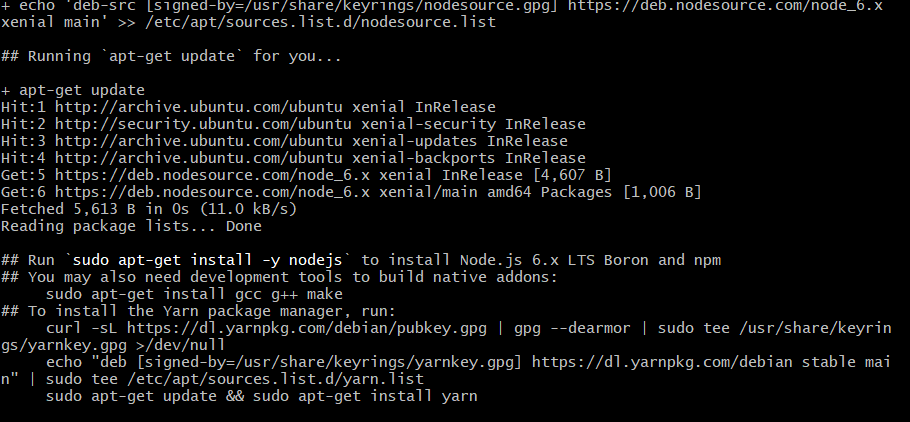 + echo 'deb-src [signed-by=/usr/share/keyrings/nodesource.gpg] https://deb.nodesource.com/node_6.x
xenial main' >> /etc/apt/sources.list.d/nodesource.list
## Running `apt-get update` for you...
+ apt-get update
Hit:1 http://archive.ubuntu.com/ubuntu xenial InRelease
Hit:2 http://security.ubuntu.com/ubuntu xenial-security InRelease
Hit:3 http://archive.ubuntu.com/ubuntu xenial-updates InRelease
Hit:4 http://archive.ubuntu.com/ubuntu xenial-backports InRelease
Get:5 https://deb.nodesource.com/node_6.x xenial InRelease [4,607 B]
Get:6 https://deb.nodesource.com/node_6.x xenial/main amd64 Packages [1,006 B]
Fetched 5,613 B in 0s (11.0 kB/s)
Reading package lists... Done
## Run `sudo apt-get install -y nodejs` to install Node.js 6.x LTS Boron and npm
## You may also need development tools to build native addons:
     sudo apt-get install gcc g++ make
## To install the Yarn package manager, run:
     curl -sL https://dl.yarnpkg.com/debian/pubkey.gpg | gpg --dearmor | sudo tee /usr/share/keyrin
gs/yarnkey.gpg >/dev/null
     echo "deb [signed-by=/usr/share/keyrings/yarnkey.gpg] https://dl.yarnpkg.com/debian stable mai
n" | sudo tee /etc/apt/sources.list.d/yarn.list
     sudo apt-get update && sudo apt-get install yarn